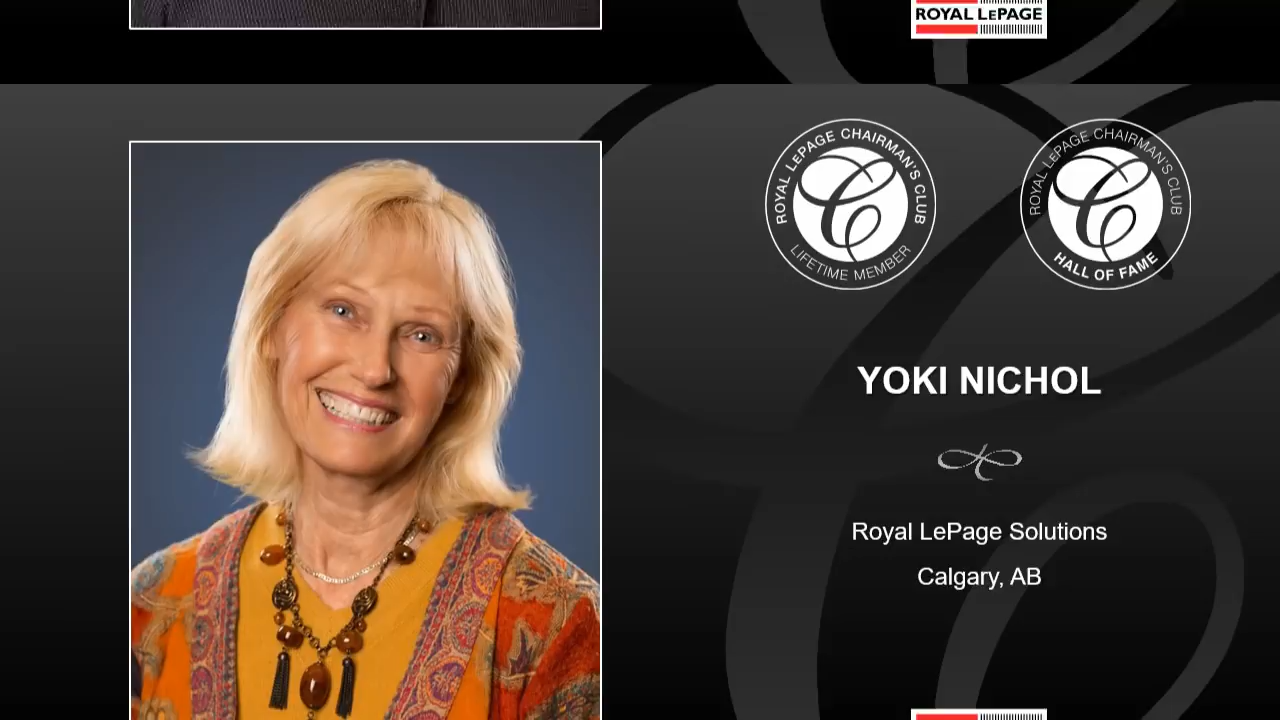 ROYAL LEPAGE
ROYAL LEPAGE CHAIRMAN'S CLUB
LIFETIME MEMBER
ROYAL LEPAGE CHAIRMAN'S CLUB
HALL OF FAME
YOKI NICHOL
Royal LePage Solutions
Calgary, AB